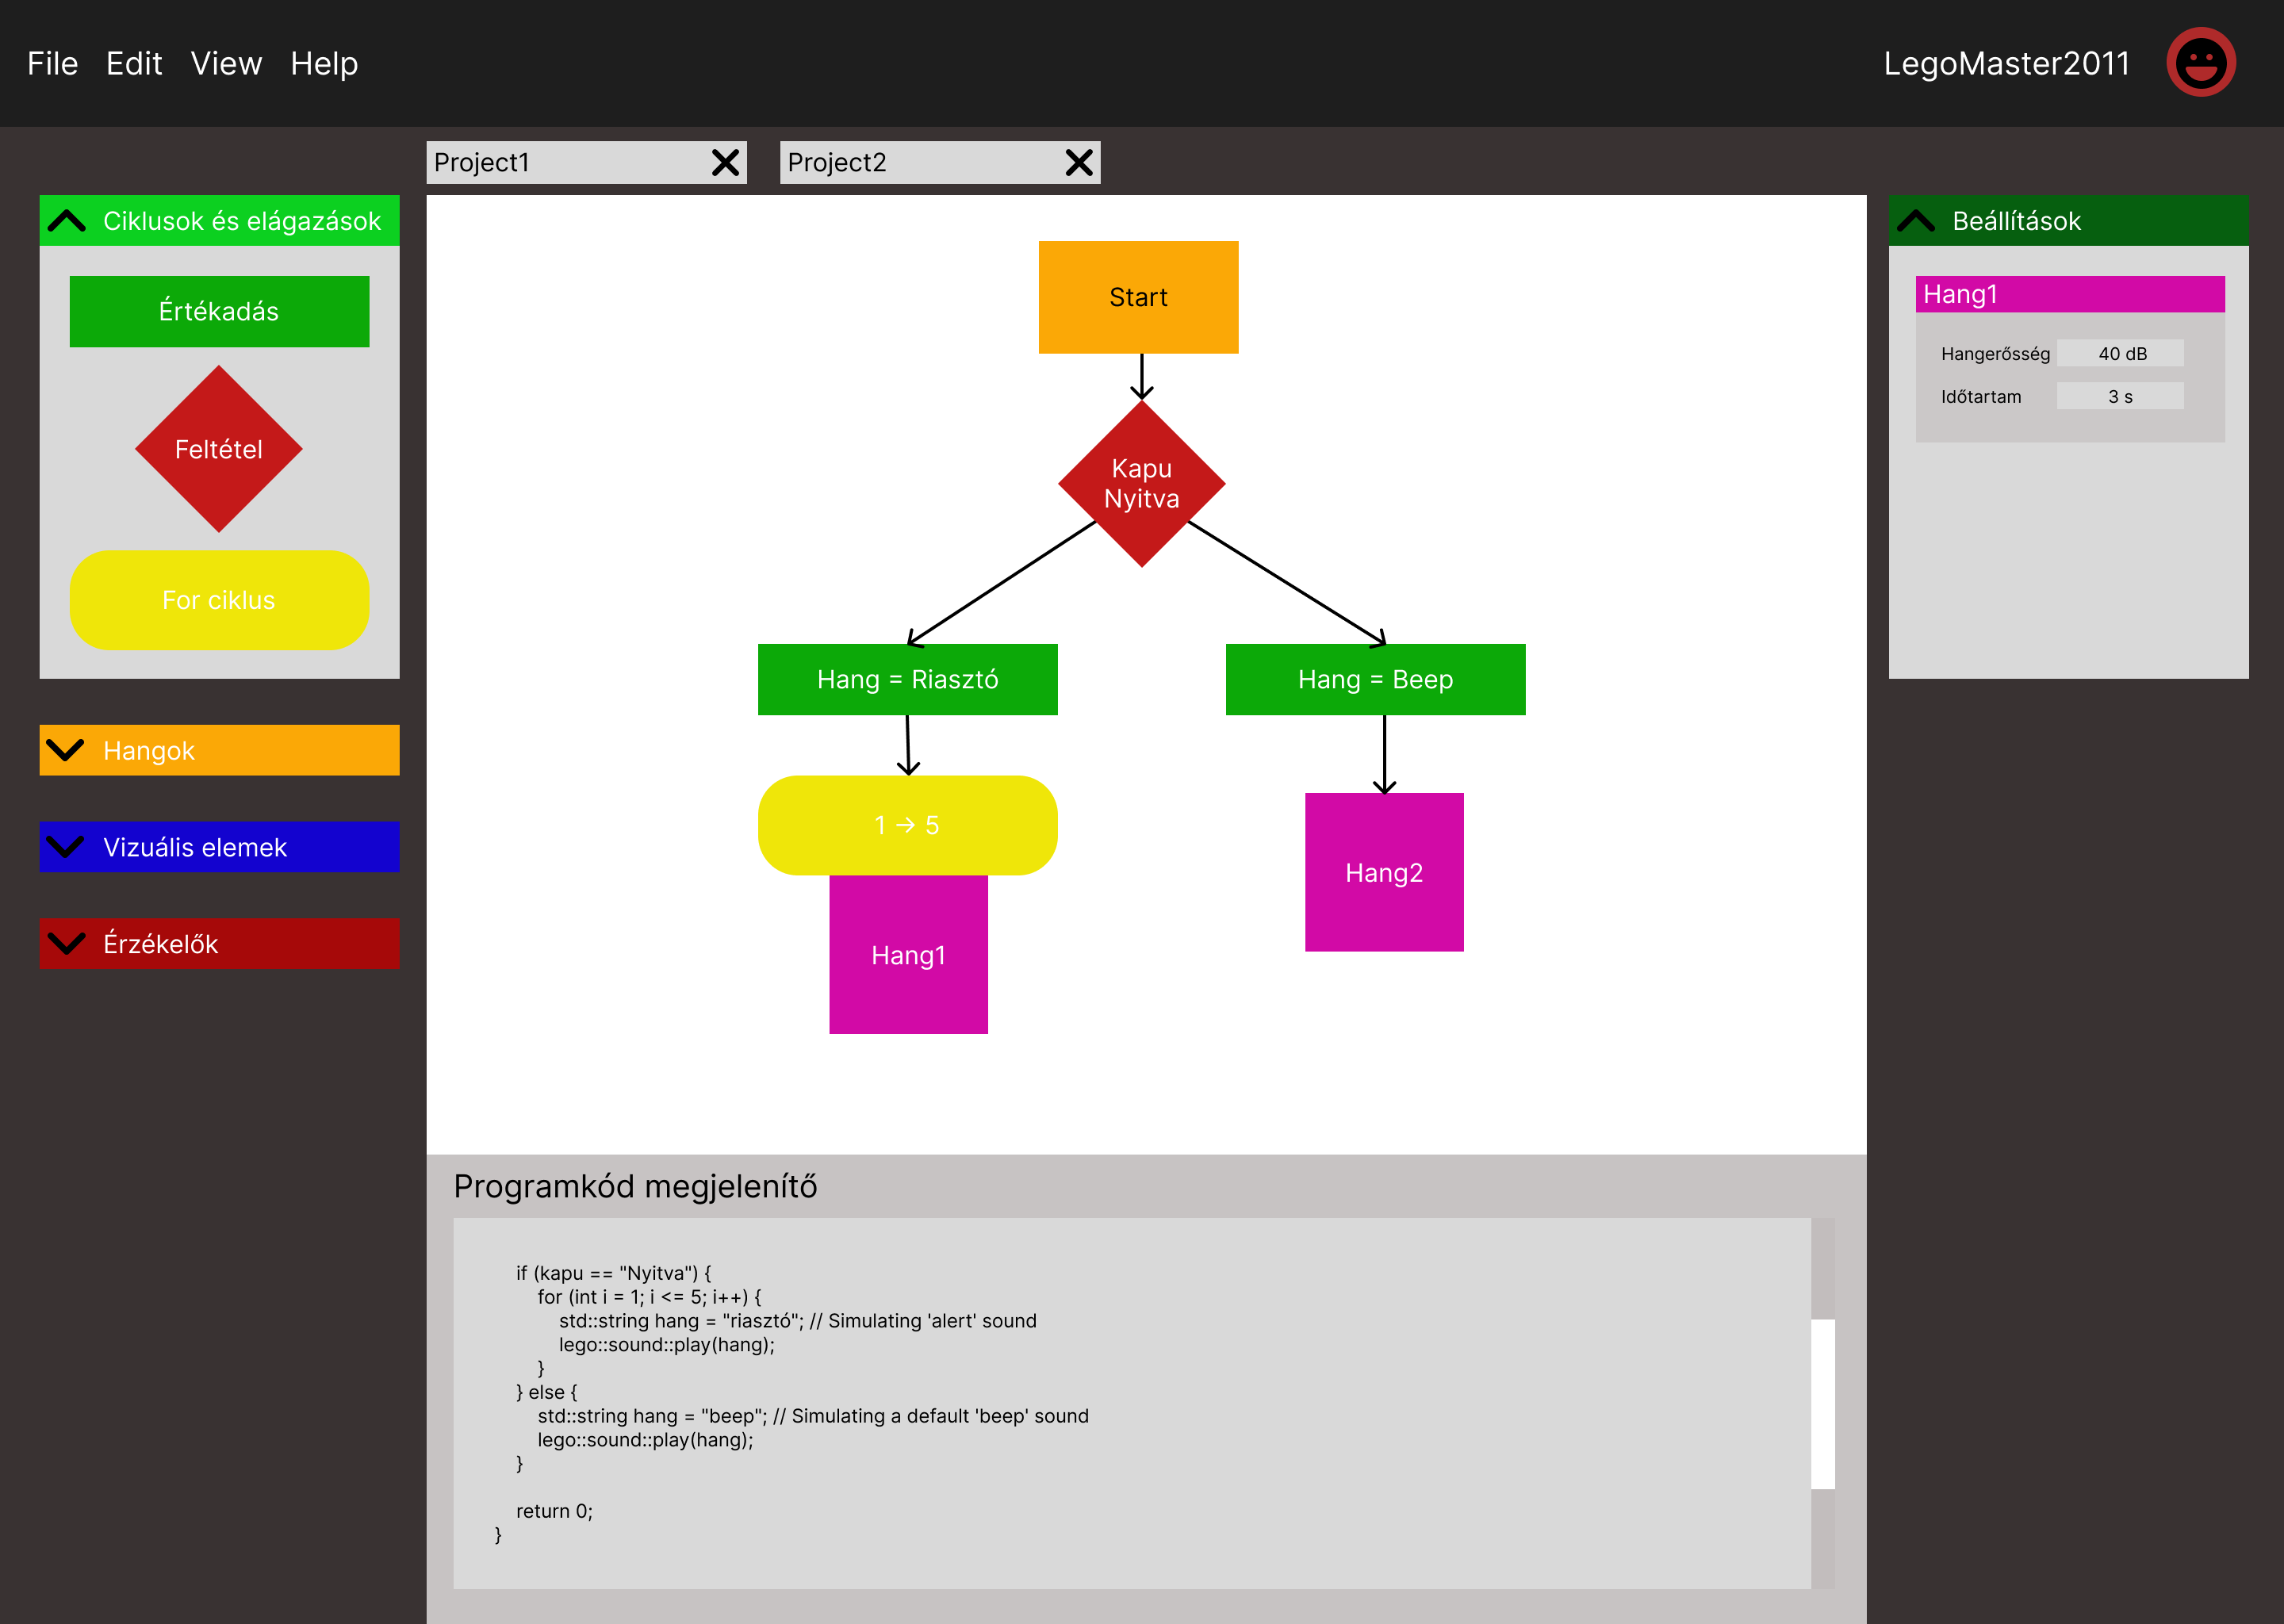 File Edit View Help
LegoMaster2011
Project1
Project2
Ciklusok és elágazások
Értékadás
Feltétel
For ciklus
Hangok
Vizuális elemek
Érzékelők
Start
Kapu
Nyitva
Hang = Riasztó
Hang = Beep
1 → 5
Hang1
Hang2
Beállítások
Hang1
Hangerősség 40 dB
Időtartam 3 s
Programkód megjelenítő
if (kapu == "Nyitva") {
for (int i = 1; i <= 5; i++) {
std::string hang = "riasztó"; // Simulating 'alert' sound
lego::sound::play(hang);
}
} else {
std::string hang = "beep"; // Simulating a default 'beep' sound
lego::sound::play(hang);
}
return 0;
}